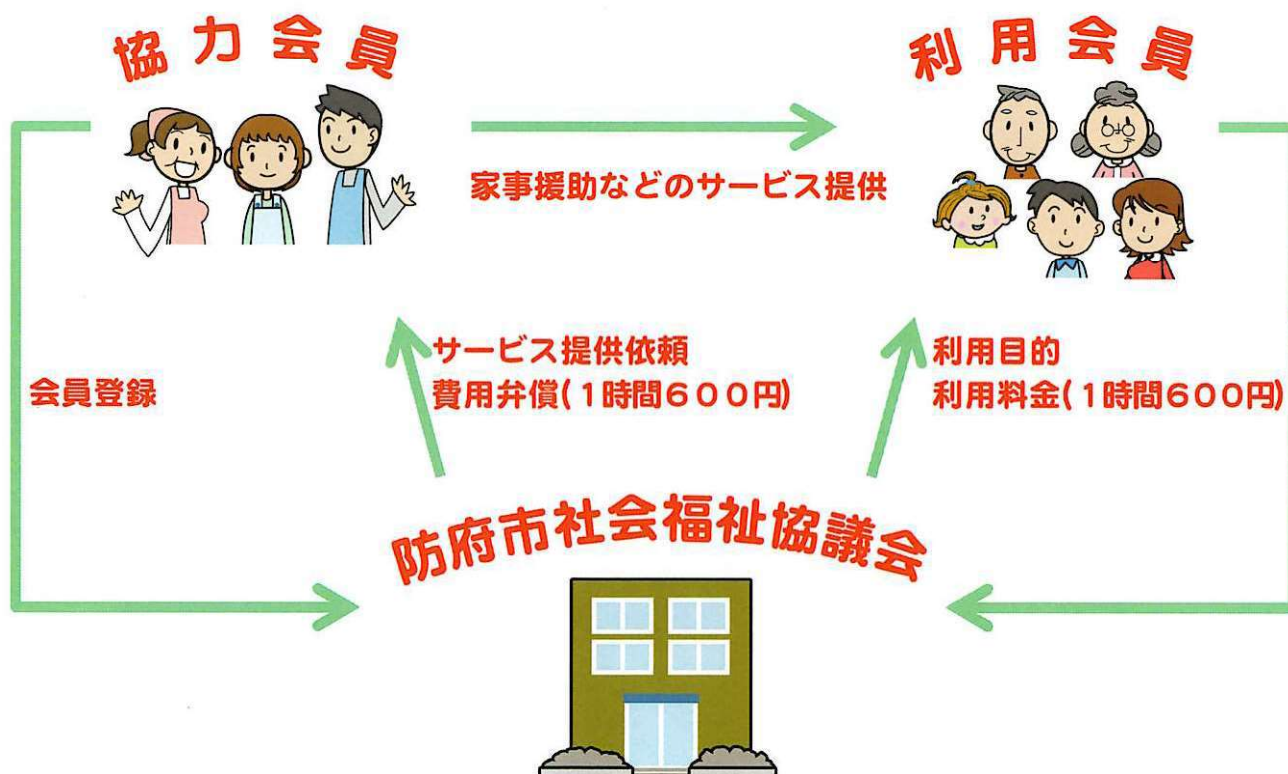 協力会員
利用会員
家事援助などのサービス提供
会員登録
サービス提供依頼
費用弁償(1時間600円)
利用目的
利用料金(1時間600円)
防府市社会福祉協議会